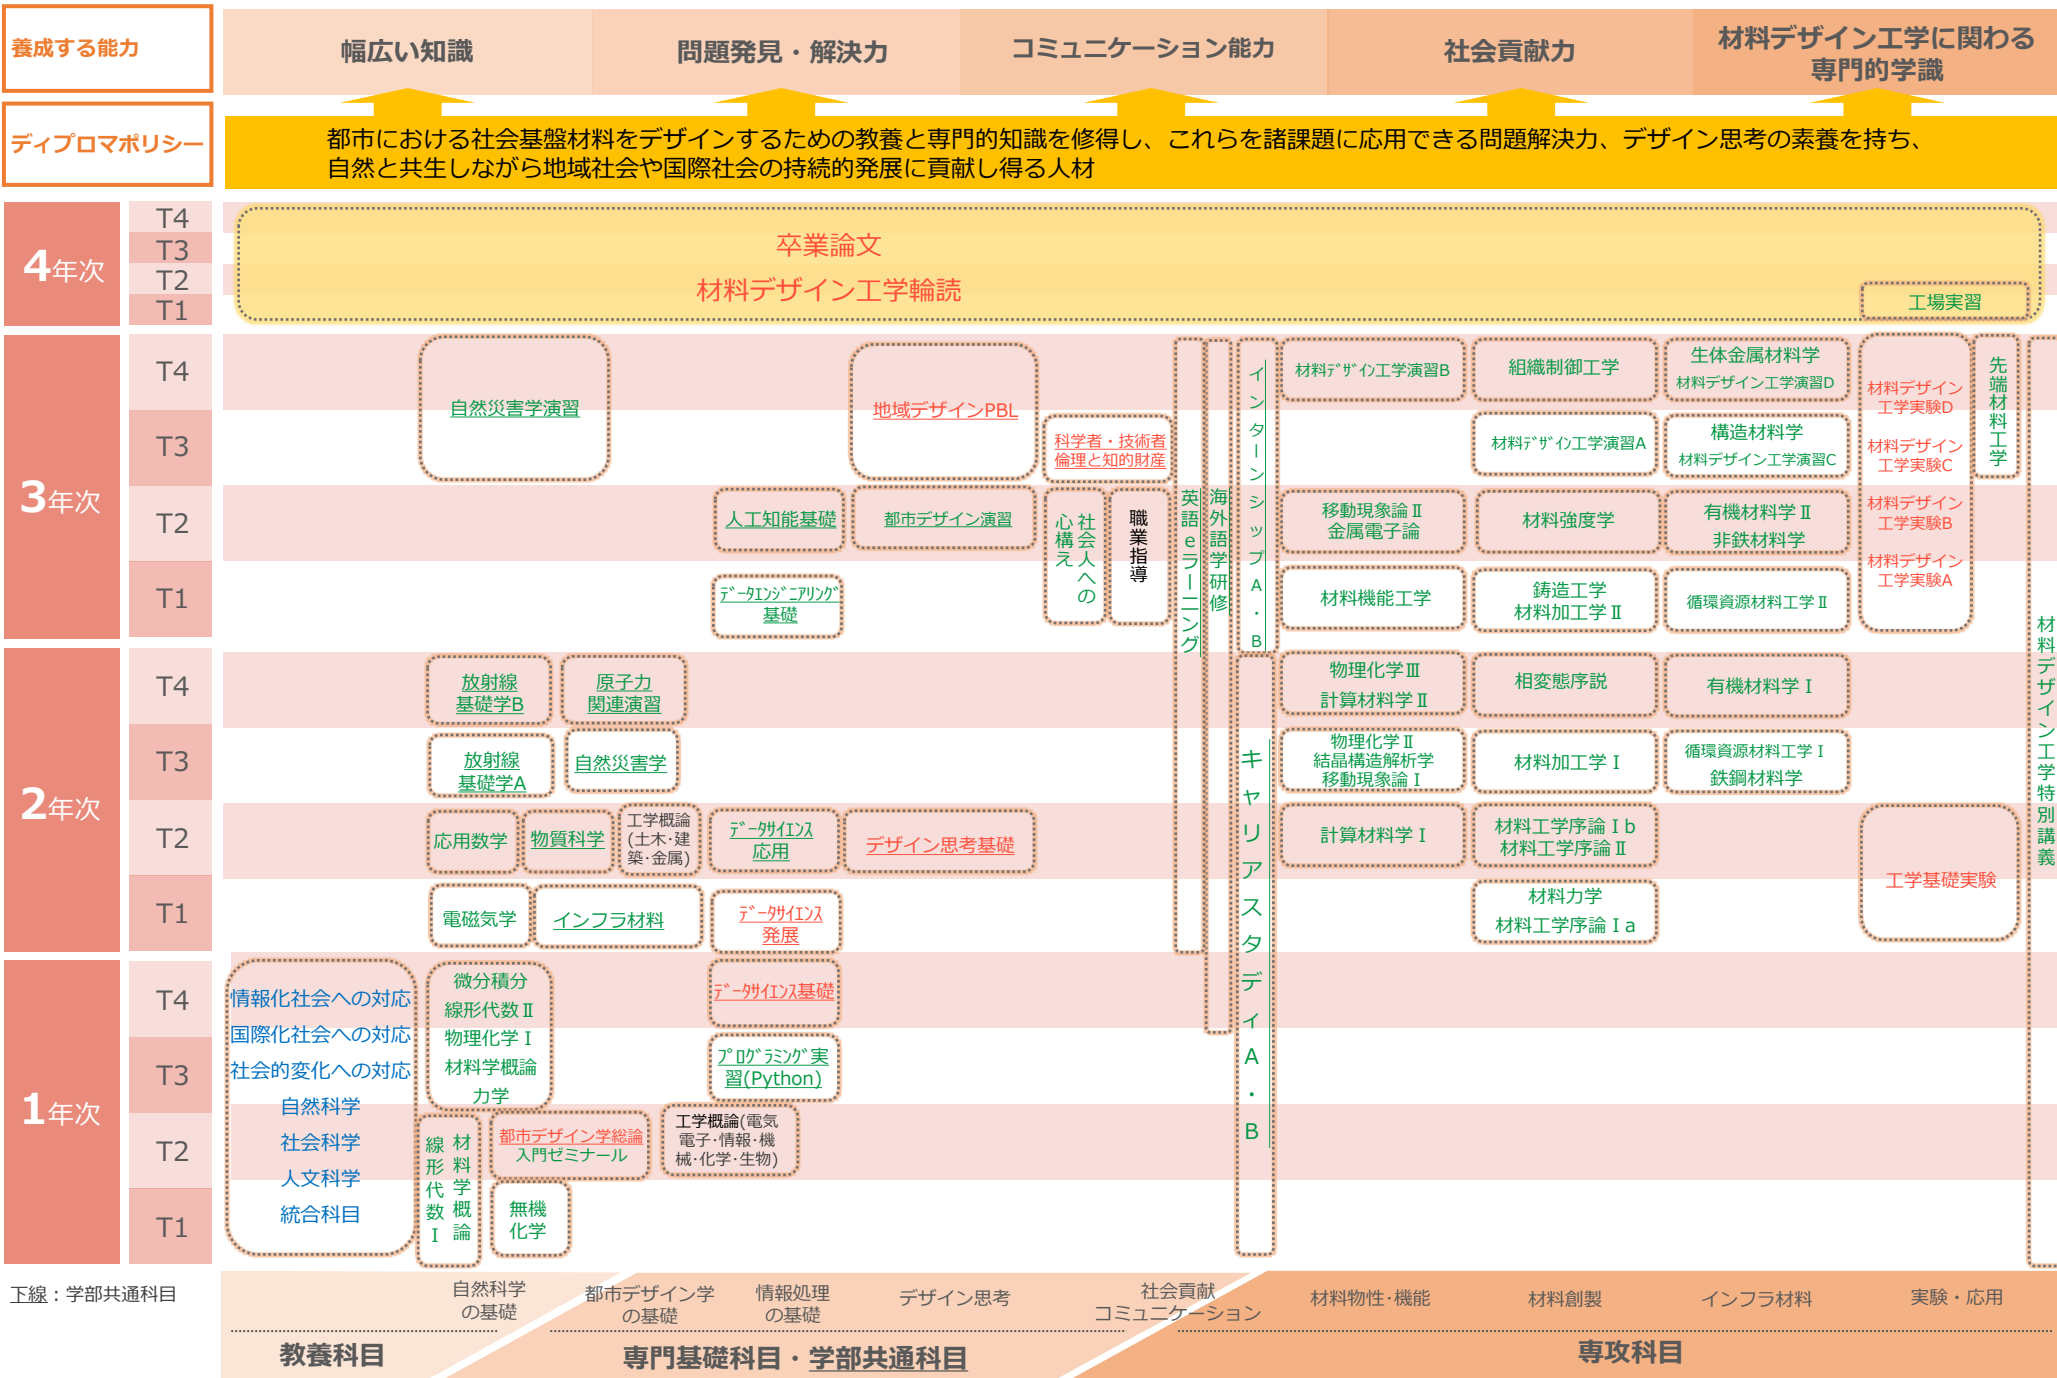 養成する能力
幅広い知識
問題発見・解決力
コミュニケーション能力
社会貢献力
材料デザイン工学に関わる
専門的学識
ディプロマポリシー
都市における社会基盤材料をデザインするための教養と専門的知識を修得し、これらを諸課題に応用できる問題解決力、デザイン思考の素養を持ち、
自然と共生しながら地域社会や国際社会の持続的発展に貢献し得る人材
4年次
T4
T3
T2
T1
卒業論文
材料デザイン工学輪読
工場実習
3年次
T4
T3
T2
T1
自然災害学演習
地域デザインPBL
科学者・技術者
倫理と知的財産
人工知能基礎
都市デザイン演習
社会人への
心構え
職業指導
ﾃﾞｰﾀｴﾝｼﾞﾆｱﾘﾝｸﾞ
基礎
英語eラーニング
海外語学研修
インターンシップA・B
材料ﾃﾞｻﾞｲﾝ工学演習B
組織制御工学
生体金属材料学
材料デザイン工学演習D
材料ﾃﾞｻﾞｲﾝ工学演習A
構造材料学
材料デザイン工学演習C
移動現象論Ⅱ
金属電子論
材料強度学
有機材料学Ⅱ
非鉄材料学
材料機能工学
鋳造工学
材料加工学Ⅱ
循環資源材料工学Ⅱ
材料デザイン
工学実験D
材料デザイン
工学実験C
材料デザイン
工学実験B
材料デザイン
工学実験A
先端材料工学
材料デザイン工学特別講義
2年次
T4
T3
T2
T1
放射線
基礎学B
原子力
関連演習
放射線
基礎学A
自然災害学
応用数学
物質科学
工学概論
(土木･建
築･金属)
ﾃﾞｰﾀｻｲｴﾝｽ
応用
デザイン思考基礎
電磁気学
インフラ材料
ﾃﾞｰﾀｻｲｴﾝｽ
発展
キャリアスタディA・B
物理化学Ⅲ
計算材料学Ⅱ
相変態序説
有機材料学Ⅰ
物理化学Ⅱ
結晶構造解析学
移動現象論Ⅰ
材料加工学Ⅰ
循環資源材料工学Ⅰ
鉄鋼材料学
計算材料学Ⅰ
材料工学序論Ⅰb
材料工学序論Ⅱ
材料力学
材料工学序論Ⅰa
工学基礎実験
1年次
T4
T3
T2
T1
情報化社会への対応
国際化社会への対応
社会的変化への対応
自然科学
社会科学
人文科学
統合科目
微分積分
線形代数Ⅱ
物理化学Ⅰ
材料学概論
力学
ﾃﾞｰﾀｻｲｴﾝｽ基礎
ﾌﾟﾛｸﾞﾗﾐﾝｸﾞ実
習(Python)
材料学概論
線形代数Ⅰ
都市デザイン学総論
入門ゼミナール
工学概論(電気
電子･情報･機
械･化学･生物)
無機
化学
下線：学部共通科目
自然科学
の基礎
都市デザイン学
の基礎
情報処理
の基礎
デザイン思考
社会貢献
コミュニケーション
材料物性･機能
材料創製
インフラ材料
実験・応用
教養科目
専門基礎科目・学部共通科目
専攻科目